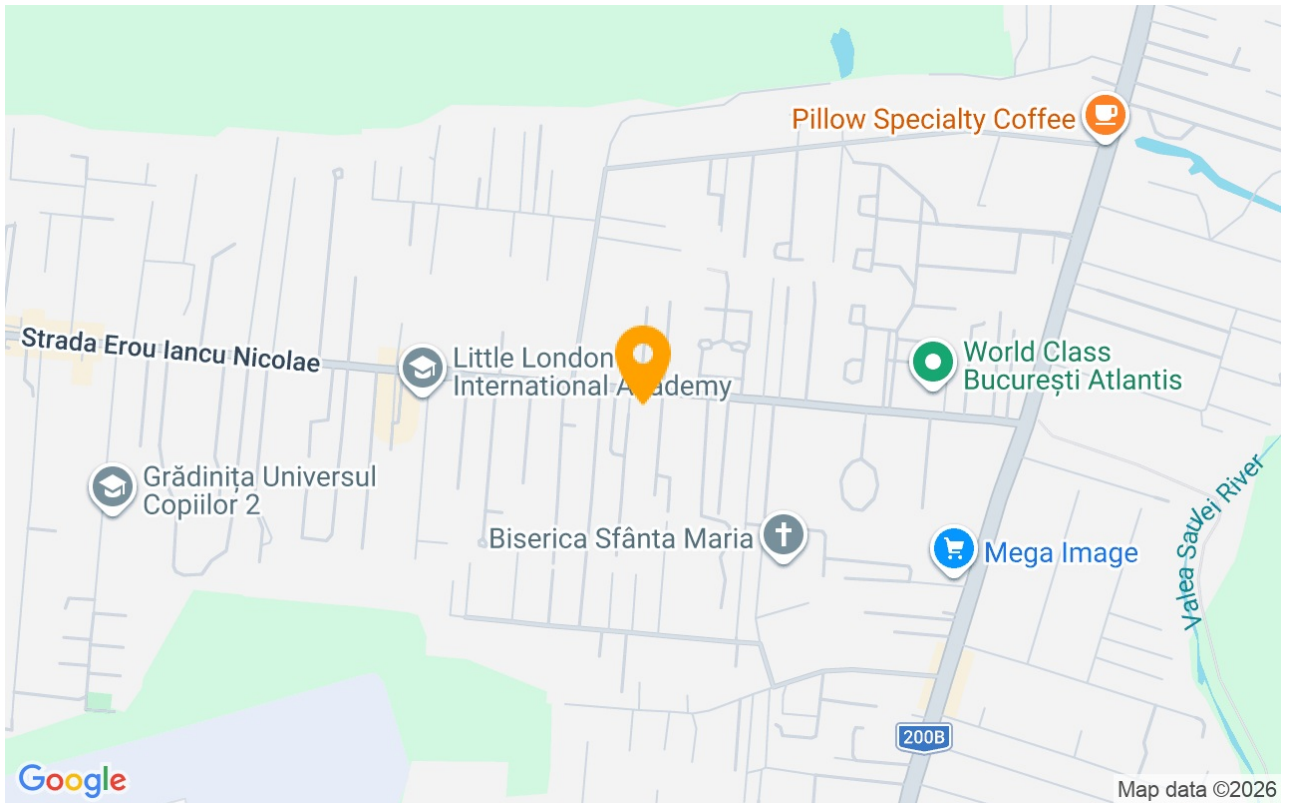 Pillow Specialty Coffee
Strada Erou Iancu Nicolae
Little London
International Academy
World Class
București Atlantis
Grădinița Universul
Copiilor 2
Biserica Sfânta Maria
Mega Image
Valea Saulei River
200B
Google
Map data ©2026